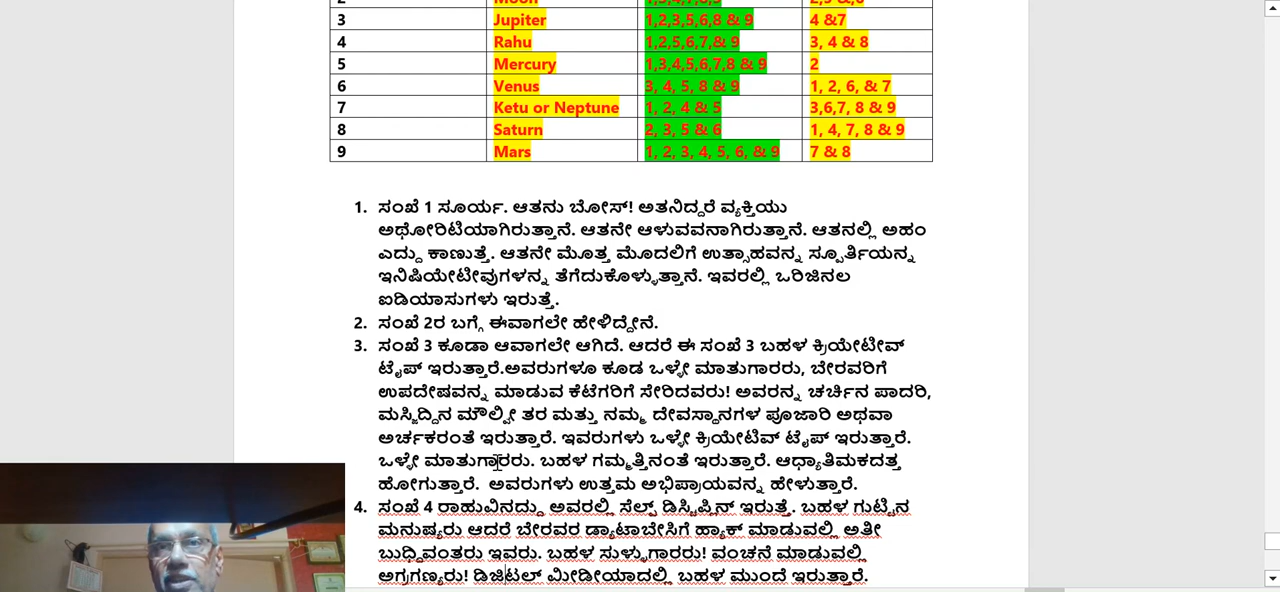 3 Jupiter 1,2,3,5,6,8 & 9 4 &7
4 Rahu 1,2,5,6,7,& 9 3, 4 & 8
5 Mercury 1,3,4,5,6,7,8 & 9 2
6 Venus 3, 4, 5, 8 & 9 1, 2, 6, & 7
7 Ketu or Neptune 1, 2, 4 & 5 3,6,7, 8 & 9
8 Saturn 2, 3, 5 & 6 1, 4, 7, 8 & 9
9 Mars 1, 2, 3, 4, 5, 6, & 9 7 & 8
1. ಸಂಖೆ 1 ಸೂರ್ಯ. ಆತನು ಬೋಸ್! ಅತನಿದ್ದರೆ ವ್ಯಕ್ತಿಯು
ಅಥೋರಿಟಿಯಾಗಿರುತ್ತಾನೆ. ಆತನೇ ಆಳುವವನಾಗಿರುತ್ತಾನೆ. ಆತನಲ್ಲಿ ಅಹಂ
ಎದ್ದು ಕಾಣುತ್ತೆ. ಆತನೇ ಮೊತ್ತ ಮೊದಲಿಗೆ ಉತ್ಸಾಹವನ್ನ ಸ್ಪೂರ್ತಿಯನ್ನ
ಇನಿಷಿಯೇಟೀವುಗಳನ್ನ ತೆಗೆದುಕೊಳ್ಳುತ್ತಾನೆ. ಇವರಲ್ಲಿ ಒರಿಜಿನಲ
ಐಡಿಯಾಸುಗಳು ಇರುತ್ತೆ.
2. ಸಂಖೆ 2ರ ಬಗ್ಗೆ ಈವಾಗಲೇ ಹೇಳಿದ್ದೇನೆ.
3. ಸಂಖೆ 3 ಕೂಡಾ ಆವಾಗಲೇ ಆಗಿದೆ. ಆದರೆ ಈ ಸಂಖೆ 3 ಬಹಳ ಕ್ರಿಯೇಟೀವ್
ಟೈಪ್ ಇರುತ್ತಾರೆ.ಅವರುಗಳೂ ಕೂಡ ಒಳ್ಳೇ ಮಾತುಗಾರರು, ಬೇರವರಿಗೆ
ಉಪದೇಷವನ್ನ ಮಾಡುವ ಕೆಟೆಗರಿಗೆ ಸೇರಿದವರು! ಅವರನ್ನ ಚರ್ಚಿನ ಪಾದರಿ,
ಮಸ್ಜಿದ್ದಿನ ಮೌಲ್ವೀ ತರ ಮತ್ತು ನಮ್ಮ ದೇವಸ್ಥಾನಗಳ ಪೂಜಾರಿ ಅಥವಾ
ಅರ್ಚಕರಂತೆ ಇರುತ್ತಾರೆ. ಇವರುಗಳು ಒಳ್ಳೇ ಕ್ರಿಯೇಟಿವ್ ಟೈಪ್ ಇರುತ್ತಾರೆ.
ಒಳ್ಳೇ ಮಾತುಗಾರರು. ಬಹಳ ಗಮ್ಮತ್ತಿನಂತೆ ಇರುತ್ತಾರೆ. ಆಧ್ಯಾತಿಮಕದತ್ತ
ಹೋಗುತ್ತಾರೆ. ಅವರುಗಳು ಉತ್ತಮ ಅಭಿಪ್ರಾಯವನ್ನ ಹೇಳುತ್ತಾರೆ.
4. ಸಂಖೆ 4 ರಾಹುವಿನದ್ದು ಅವರಲ್ಲಿ ಸೆಲ್ಪ್ ಡಿಸ್ಸಿಪ್ಲಿನ್ ಇರುತ್ತೆ. ಬಹಳ ಗುಟ್ಟಿನ
ಮನುಷ್ಯರು ಆದರೆ ಬೇರವರ ಡ್ಯಾಟಾಬೇಸಿಗೆ ಹ್ಯಾಕ್ ಮಾಡುವಲ್ಲಿ ಅತೀ
ಬುದ್ಧಿವಂತರು ಇವರು. ಬಹಳ ಸುಳ್ಳುಗಾರರು! ವಂಚನೆ ಮಾಡುವಲ್ಲಿ
ಅಗ್ರಗಣ್ಯರು! ಡಿಜಿಟಲ್ ಮೀಡೀಯಾದಲ್ಲಿ ಬಹಳ ಮುಂದೆ ಇರುತ್ತಾರೆ.